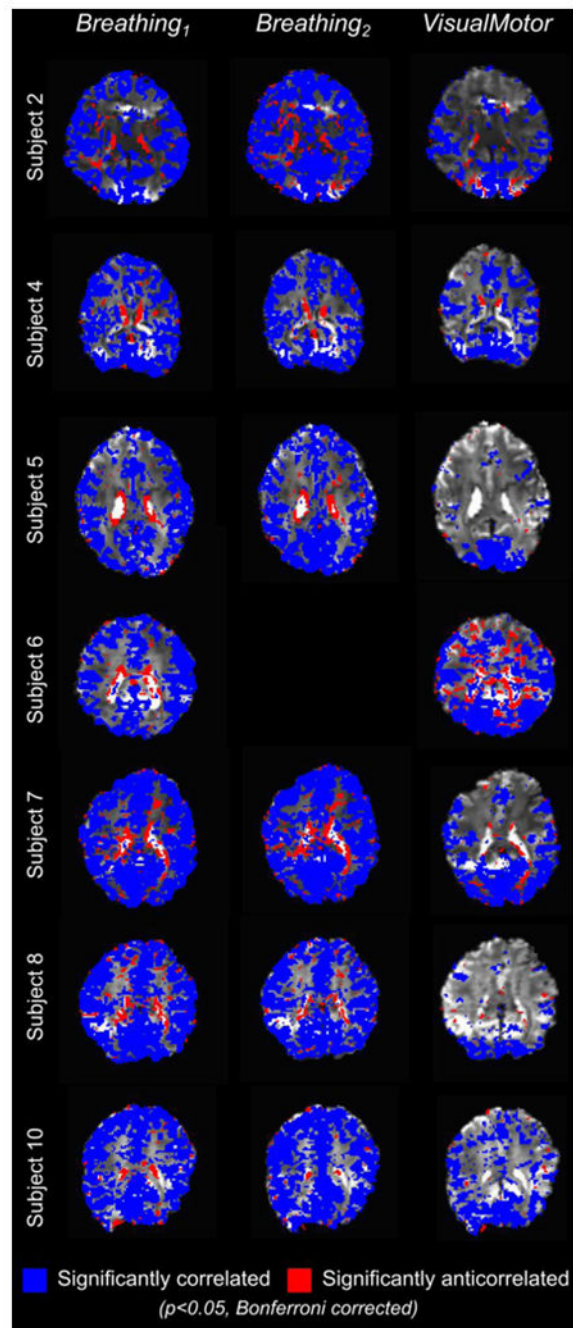 Breathing1 Breathing2 VisualMotor
Subject 2
Subject 4
Subject 5
Subject 6
Subject 7
Subject 8
Subject 10
Significantly correlated Significantly anticorrelated
(p<0.05, Bonferroni corrected)